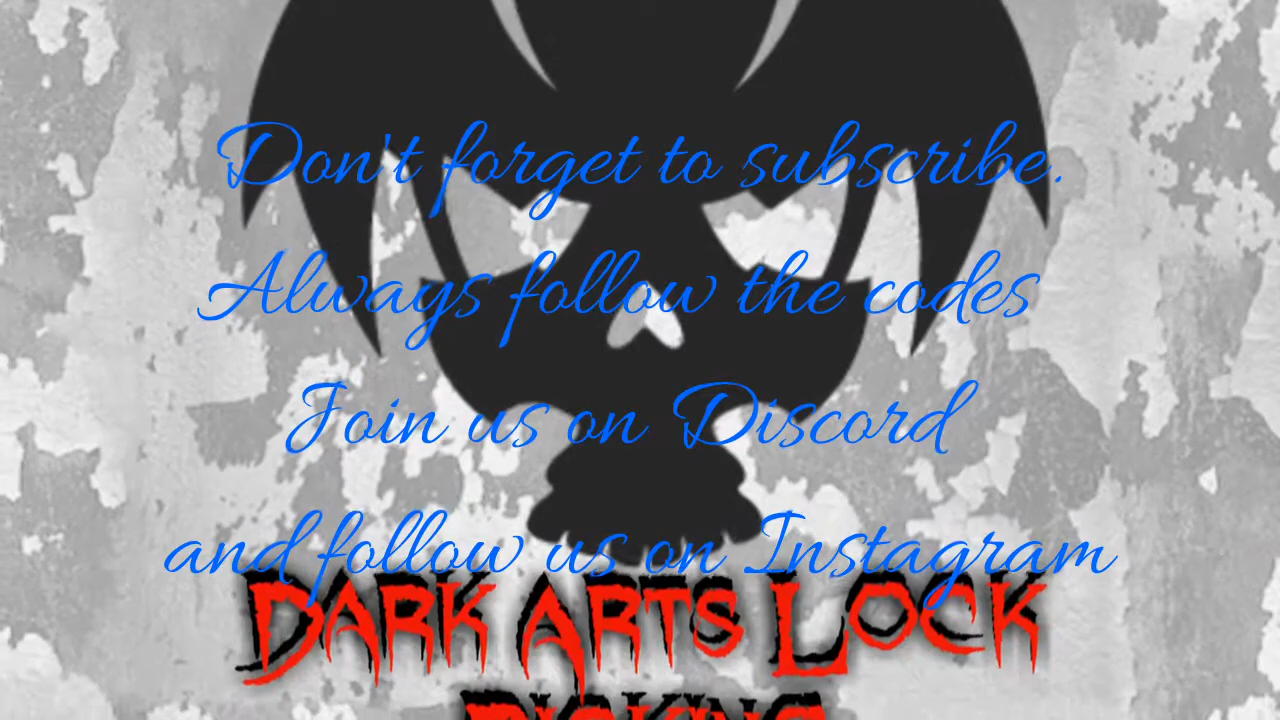 Don't forget to subscribe.
Always follow the codes
Join us on Discord
and follow us on Instagram
Dark Arts Lock
Picking